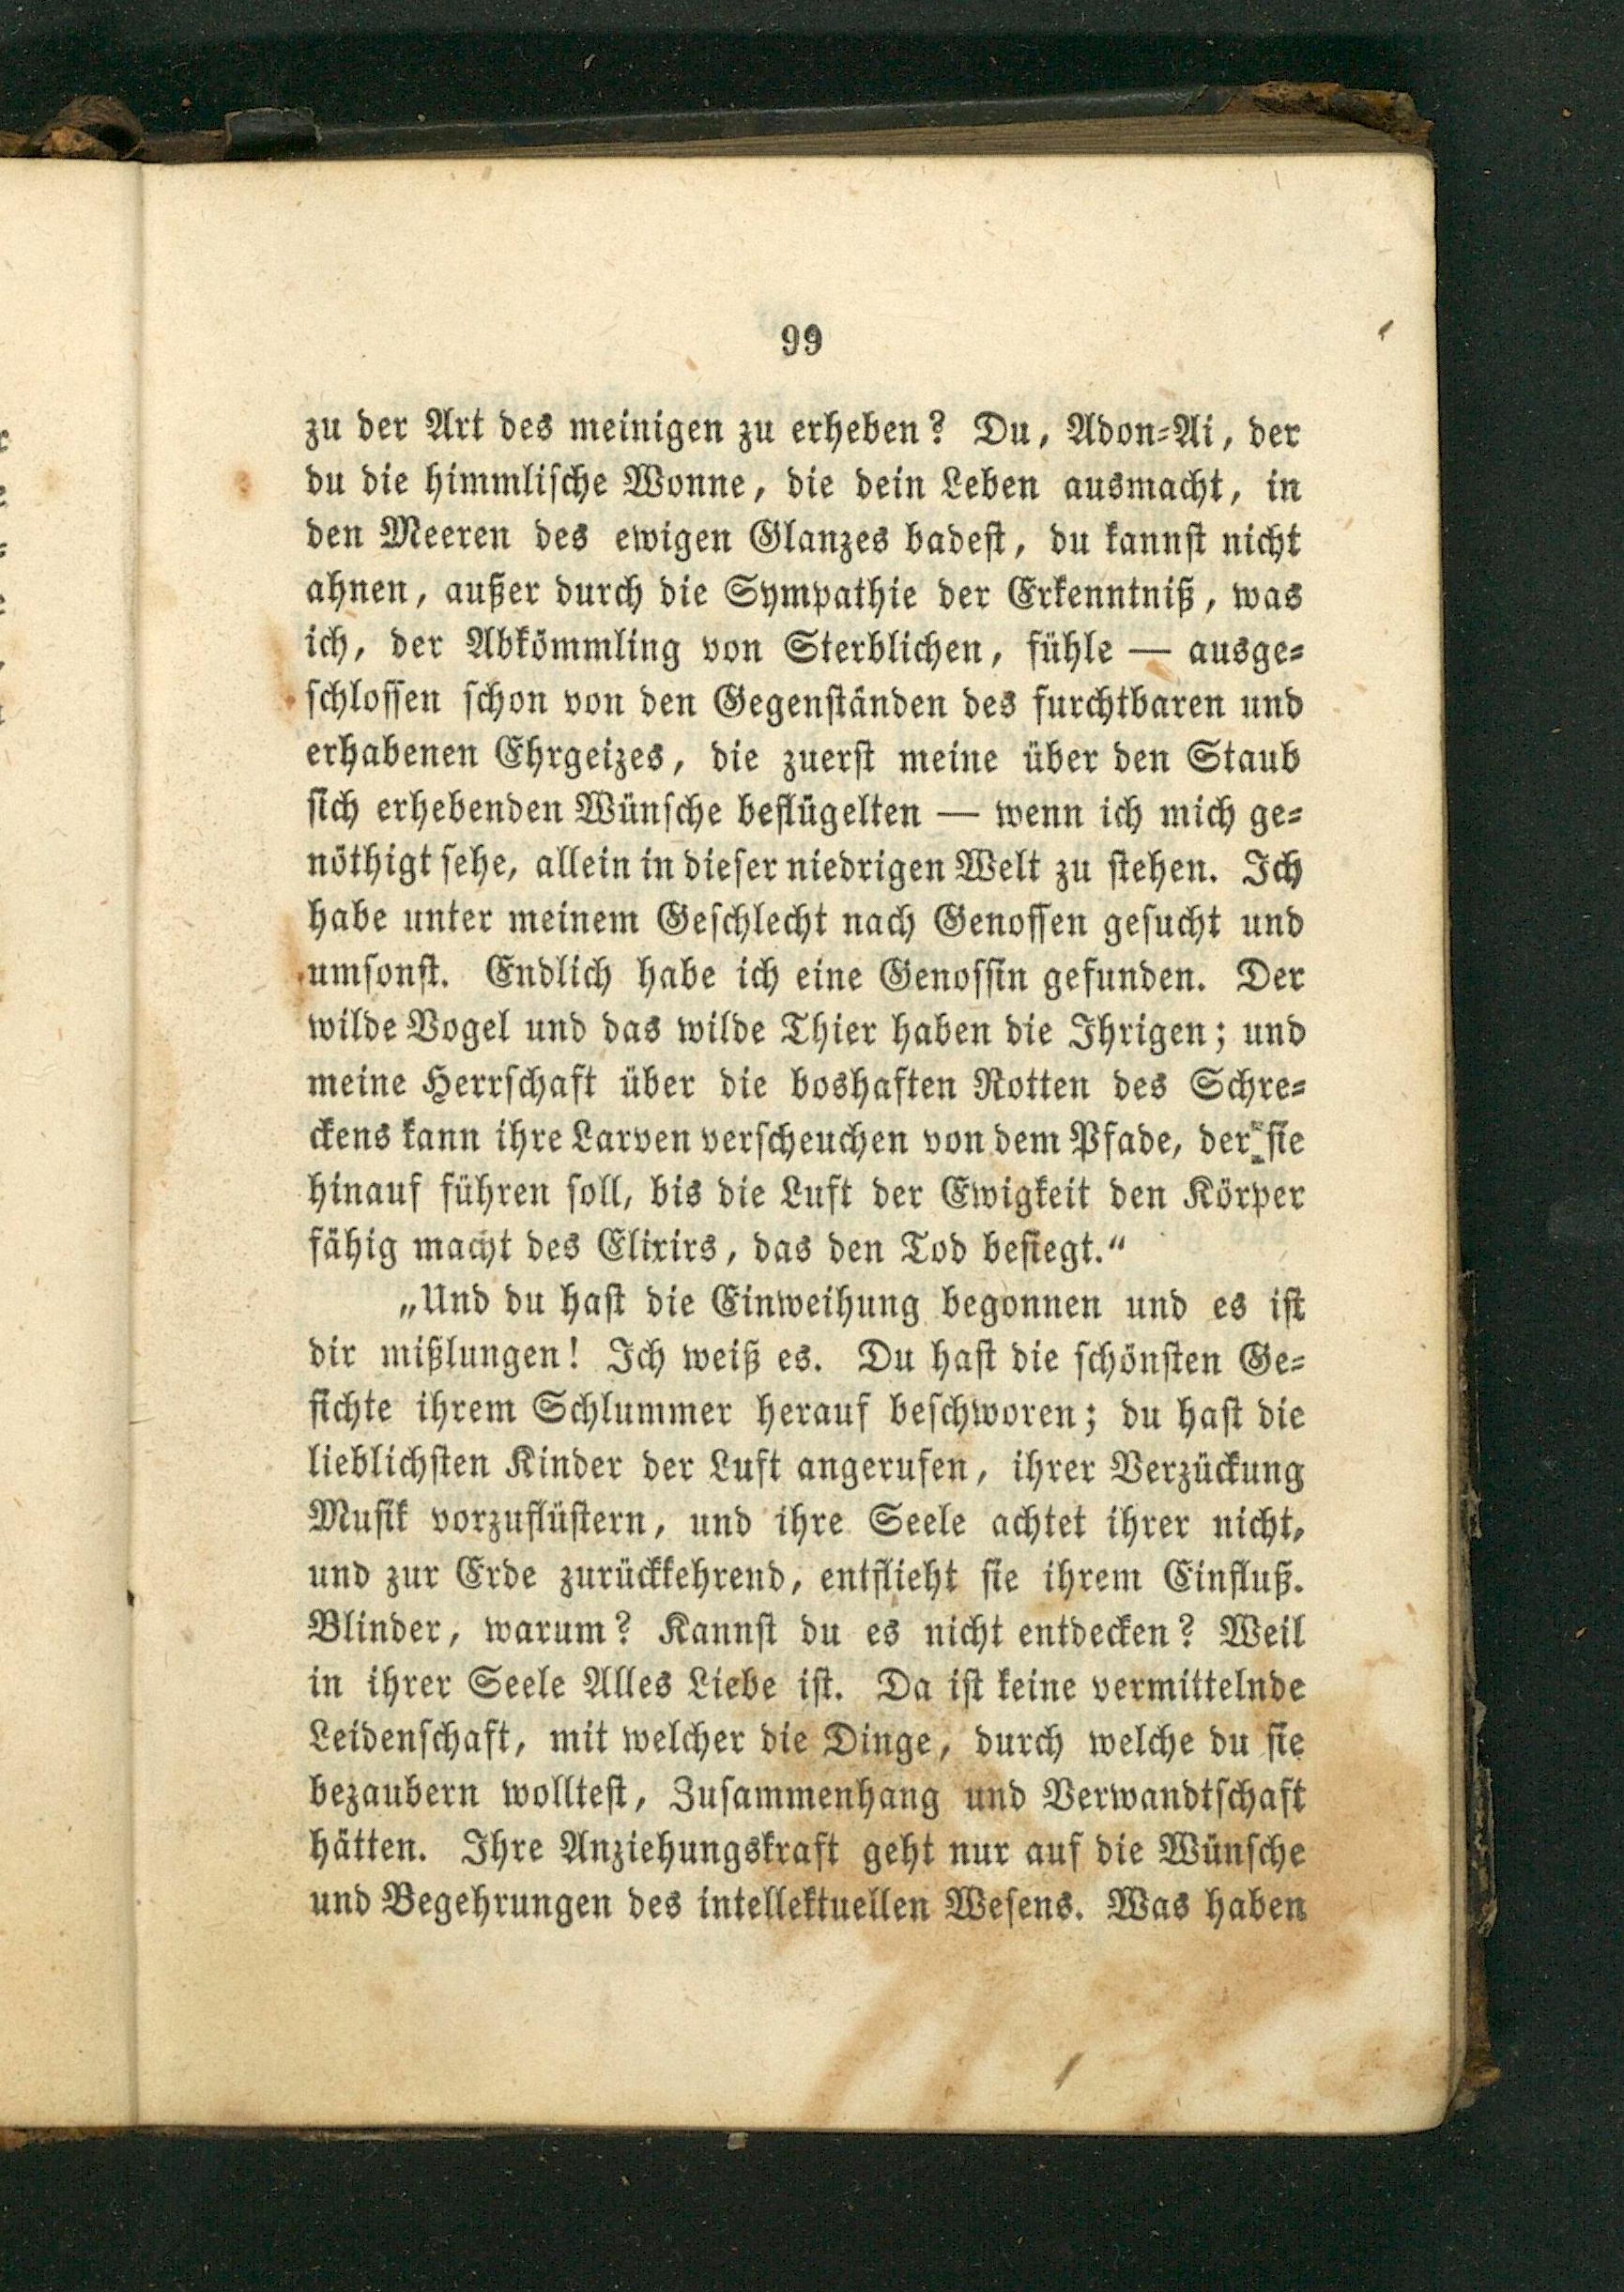 99
zu der Art des meinigen zu erheben? Du, Adon-Ai, der
du die himmlische Wonne, die dein Leben ausmacht, in
den Meeren des ewigen Glanzes badest, du kannst nicht
ahnen, außer durch die Sympathie der Erkenntniß, was
ich, der Abkömmling von Sterblichen, fühle — ausge-
schlossen schon von den Gegenständen des furchtbaren und
erhabenen Ehrgeizes, die zuerst meine über den Staub
sich erhebenden Wünsche beflügelten — wenn ich mich ge-
nöthigt sehe, allein in dieser niedrigen Welt zu stehen. Ich
habe unter meinem Geschlecht nach Genossen gesucht und
umsonst. Endlich habe ich eine Genossin gefunden. Der
wilde Vogel und das wilde Thier haben die Ihrigen; und
meine Herrschaft über die boshaften Rotten des Schre-
ckens kann ihre Larven verscheuchen von dem Pfade, der sie
hinauf führen soll, bis die Luft der Ewigkeit den Körper
fähig macht des Elixirs, das den Tod besiegt.“
„Und du hast die Einweihung begonnen und es ist
dir mißlungen! Ich weiß es. Du hast die schönsten Ge-
sichte ihrem Schlummer herauf beschworen; du hast die
lieblichsten Kinder der Luft angerufen, ihrer Verzückung
Musik vorzuflüstern, und ihre Seele achtet ihrer nicht,
und zur Erde zurückkehrend, entflieht sie ihrem Einfluß.
Blinder, warum? Kannst du es nicht entdecken? Weil
in ihrer Seele Alles Liebe ist. Da ist keine vermittelnde
Leidenschaft, mit welcher die Dinge, durch welche du sie
bezaubern wolltest, Zusammenhang und Verwandtschaft
hätten. Ihre Anziehungskraft geht nur auf die Wünsche
und Begehrungen des intellektuellen Wesens. Was haben